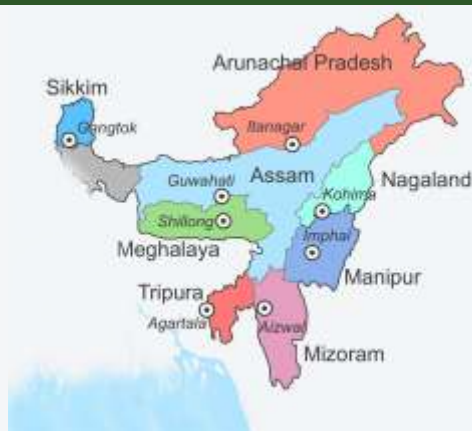 Arunachal Pradesh
Sikkim
Gangtok
Itanagar
Guwahati
Assam
Nagaland
Kohima
Shillong
Imphal
Meghalaya
Manipur
Tripura
Agartala
Aizwal
Mizoram